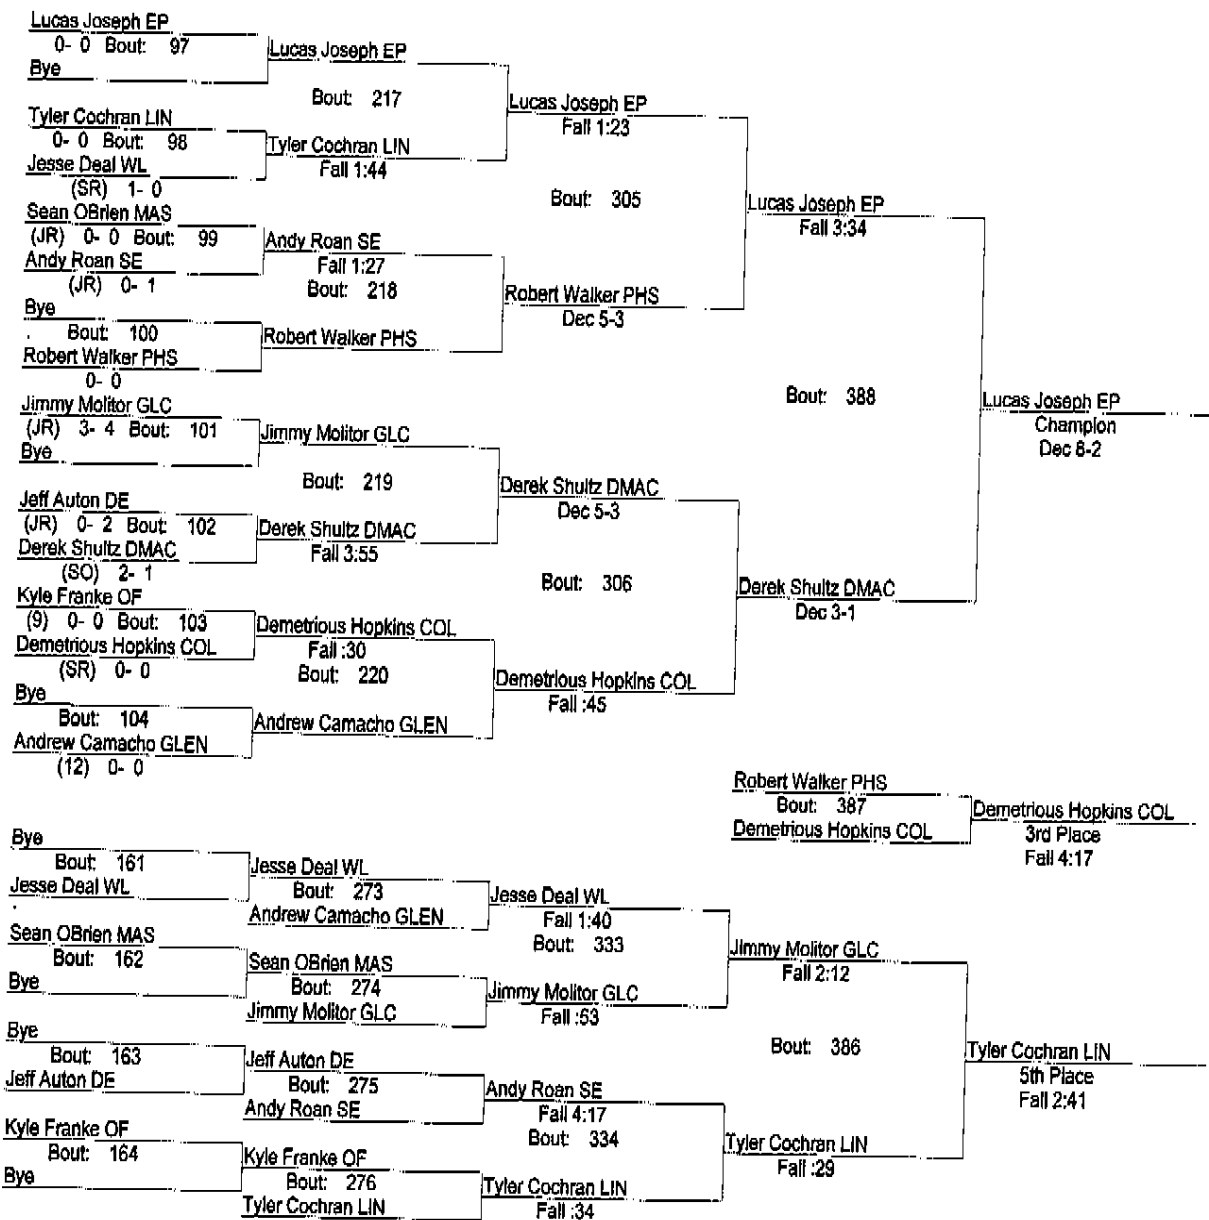 Lucas Joseph EP
0- 0 Bout: 97
Bye
Lucas Joseph EP
Bout: 217
Tyler Cochran LIN
0- 0 Bout: 98
Jesse Deal WL
(SR) 1- 0
Tyler Cochran LIN
Fall 1:44
Lucas Joseph EP
Fall 1:23
Bout: 305
Sean OBrien MAS
(JR) 0- 0 Bout: 99
Andy Roan SE
(JR) 0- 1
Andy Roan SE
Fall 1:27
Bout: 218
Bye
Bout: 100
Robert Walker PHS
0- 0
Robert Walker PHS
Robert Walker PHS
Dec 5-3
Lucas Joseph EP
Fall 3:34
Bout: 388
Lucas Joseph EP
Champion
Dec 8-2
Jimmy Molitor GLC
(JR) 3- 4 Bout: 101
Bye
Jimmy Molitor GLC
Bout: 219
Jeff Auton DE
(JR) 0- 2 Bout: 102
Derek Shultz DMAC
(SO) 2- 1
Derek Shultz DMAC
Fall 3:55
Derek Shultz DMAC
Dec 5-3
Bout: 306
Kyle Franke OF
(9) 0- 0 Bout: 103
Demetrious Hopkins COL
(SR) 0- 0
Demetrious Hopkins COL
Fall :30
Bout: 220
Bye
Bout: 104
Andrew Camacho GLEN
(12) 0- 0
Andrew Camacho GLEN
Demetrious Hopkins COL
Fall :45
Derek Shultz DMAC
Dec 3-1
Robert Walker PHS
Bout: 387
Demetrious Hopkins COL
Demetrious Hopkins COL
3rd Place
Fall 4:17
Bye
Bout: 161
Jesse Deal WL
Jesse Deal WL
Bout: 273
Andrew Camacho GLEN
Jesse Deal WL
Fall 1:40
Bout: 333
Sean OBrien MAS
Bout: 162
Bye
Sean OBrien MAS
Bout: 274
Jimmy Molitor GLC
Jimmy Molitor GLC
Fall :53
Jimmy Molitor GLC
Fall 2:12
Bout: 386
Bye
Bout: 163
Jeff Auton DE
Jeff Auton DE
Bout: 275
Andy Roan SE
Andy Roan SE
Fall 4:17
Bout: 334
Kyle Franke OF
Bout: 164
Bye
Kyle Franke OF
Bout: 276
Tyler Cochran LIN
Tyler Cochran LIN
Fall :34
Tyler Cochran LIN
Fall :29
Tyler Cochran LIN
5th Place
Fall 2:41